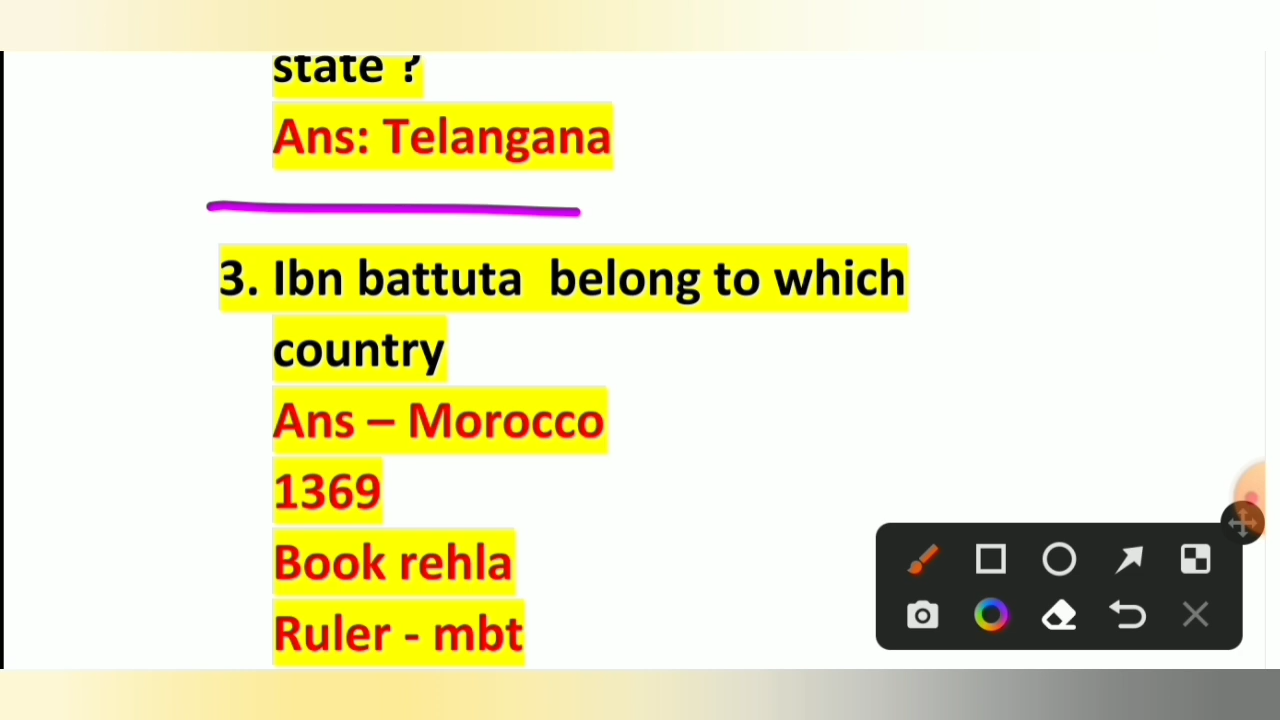 state ?
Ans: Telangana
3. Ibn battuta belong to which
country
Ans – Morocco
1369
Book rehla
Ruler - mbt